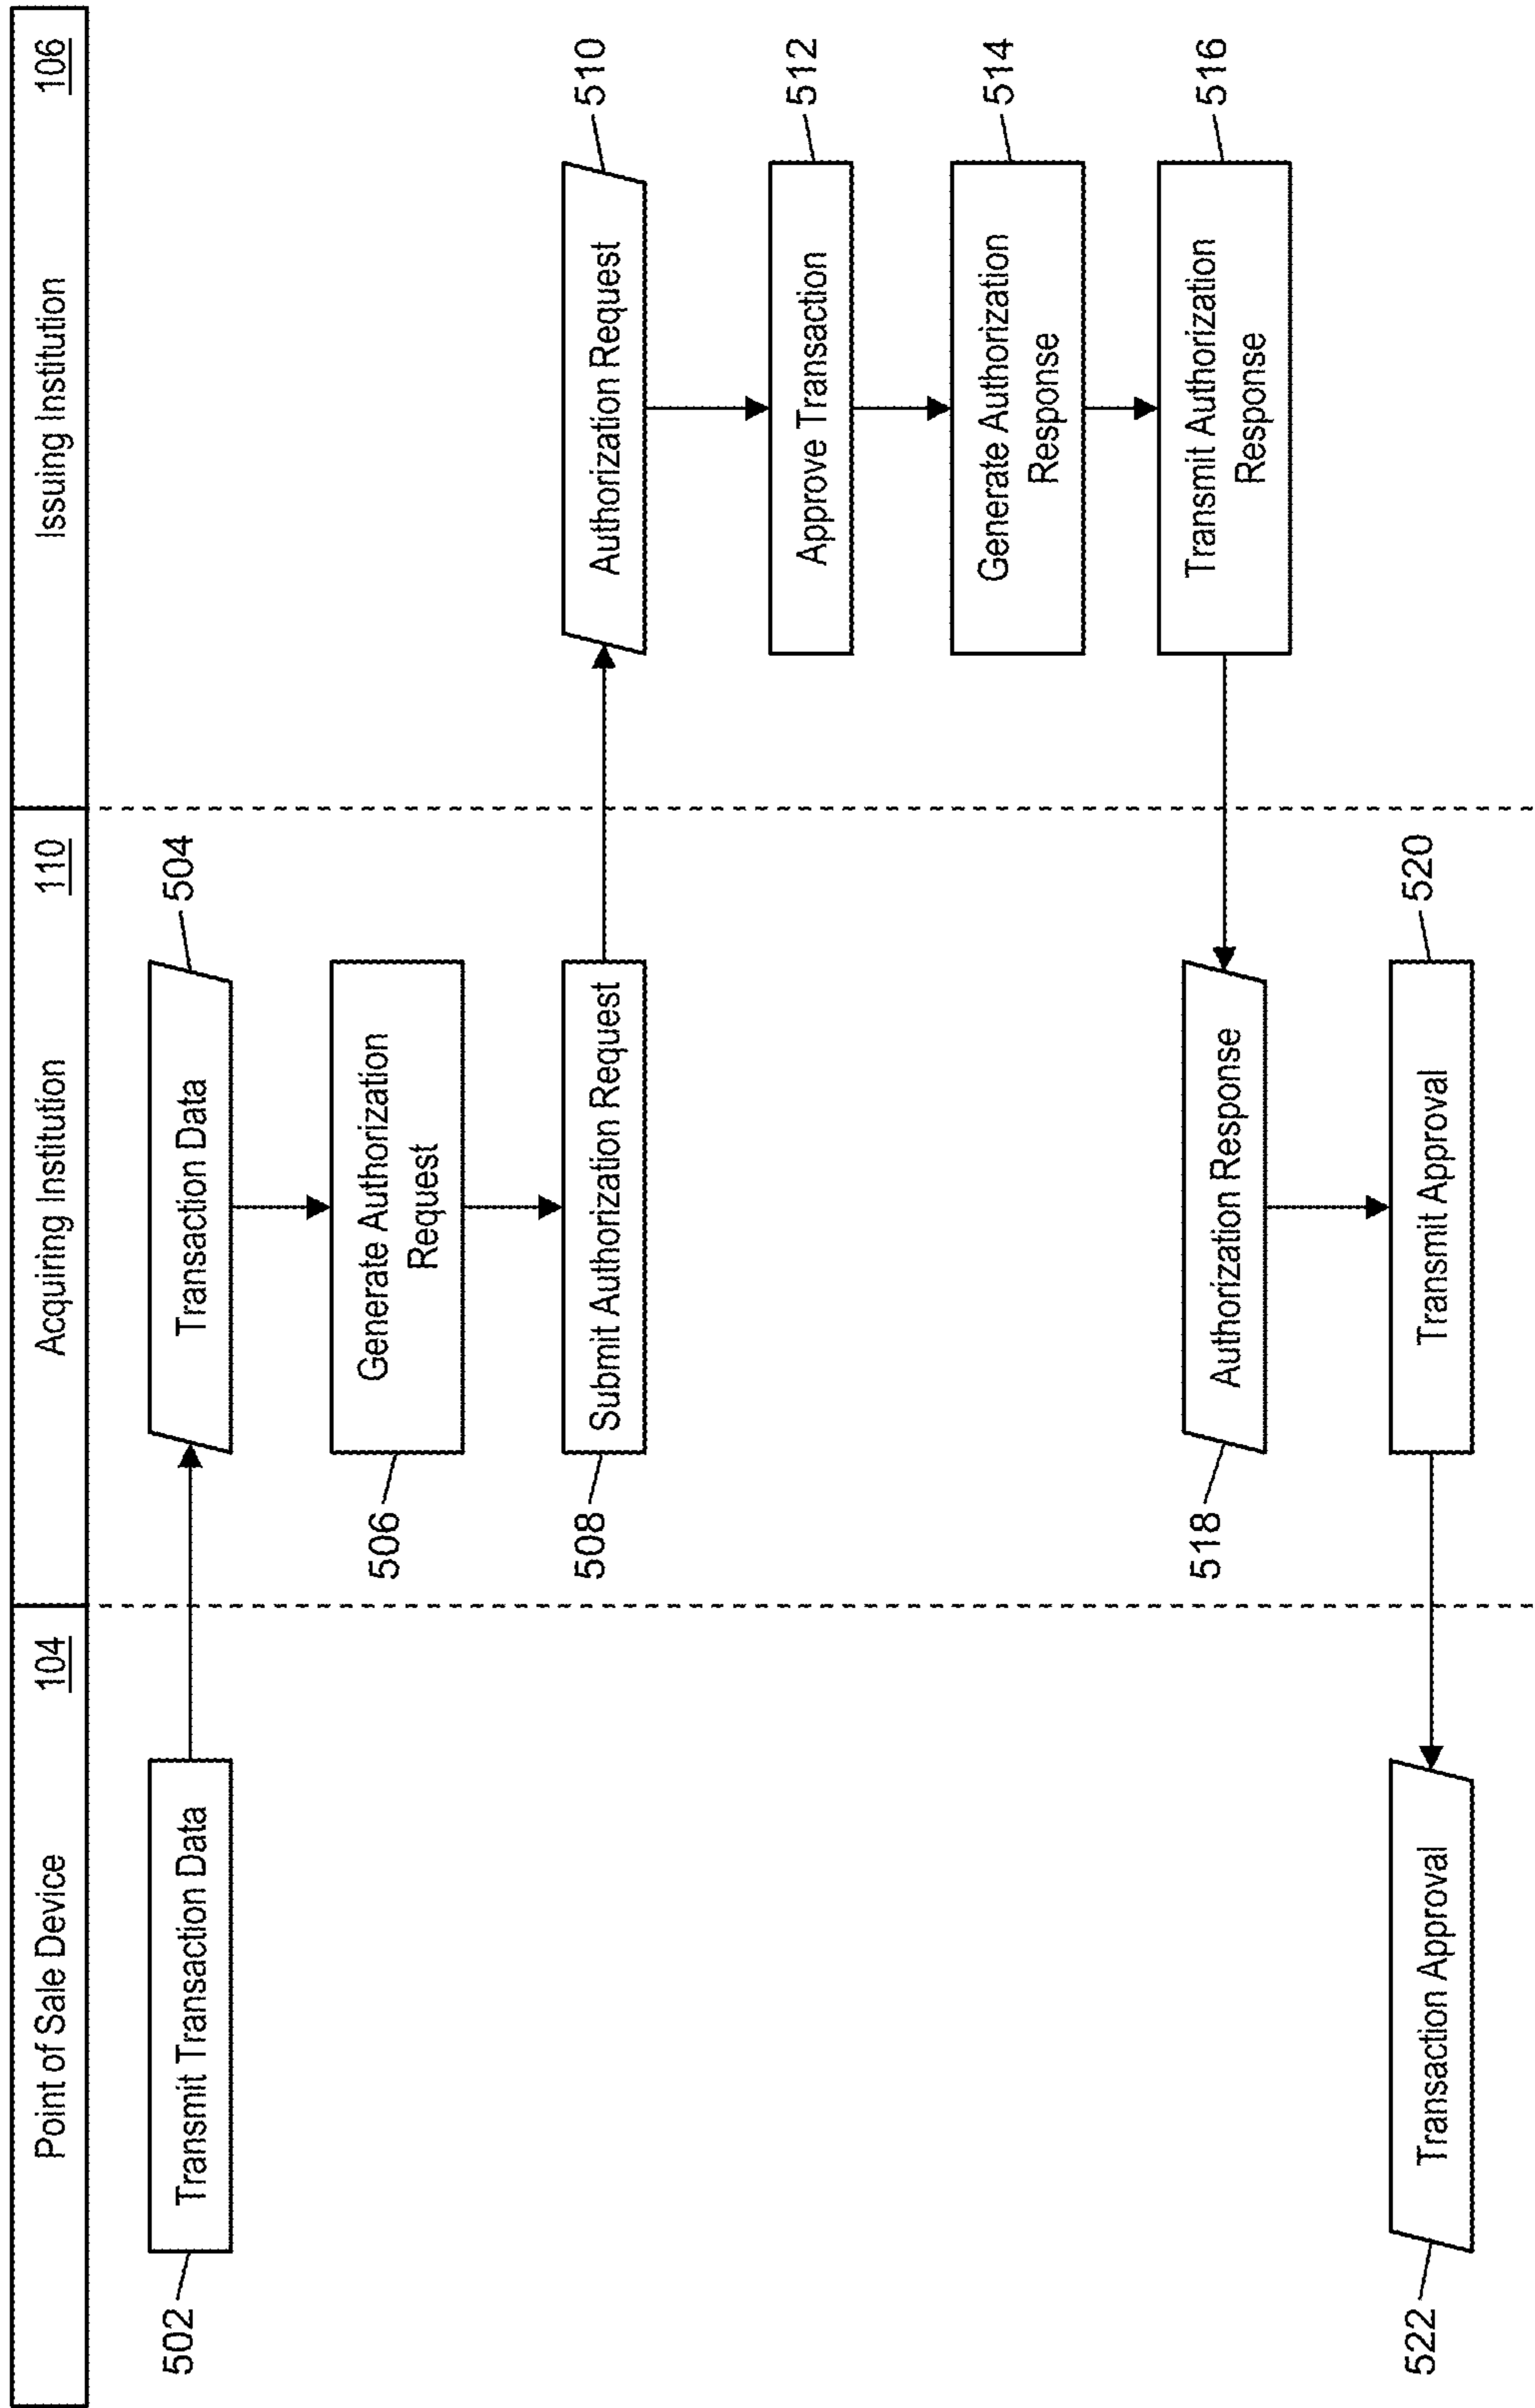 Point of Sale Device 104
Acquiring Institution 110
Issuing Institution 106
502
Transmit Transaction Data
Transaction Data
504
506
Generate Authorization
Request
508
Submit Authorization Request
Authorization Request
510
Approve Transaction
512
Generate Authorization
Response
514
Transmit Authorization
Response
516
518
Authorization Response
Transmit Approval
520
522
Transaction Approval